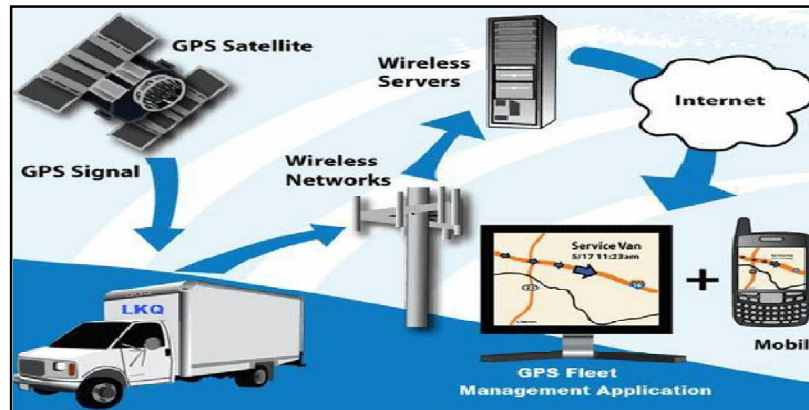 GPS Satellite
GPS Signal
Wireless
Servers
Internet
Wireless
Networks
LKQ
Service Van
5/17 11:23am
+
Mobil
GPS Fleet
Management Application